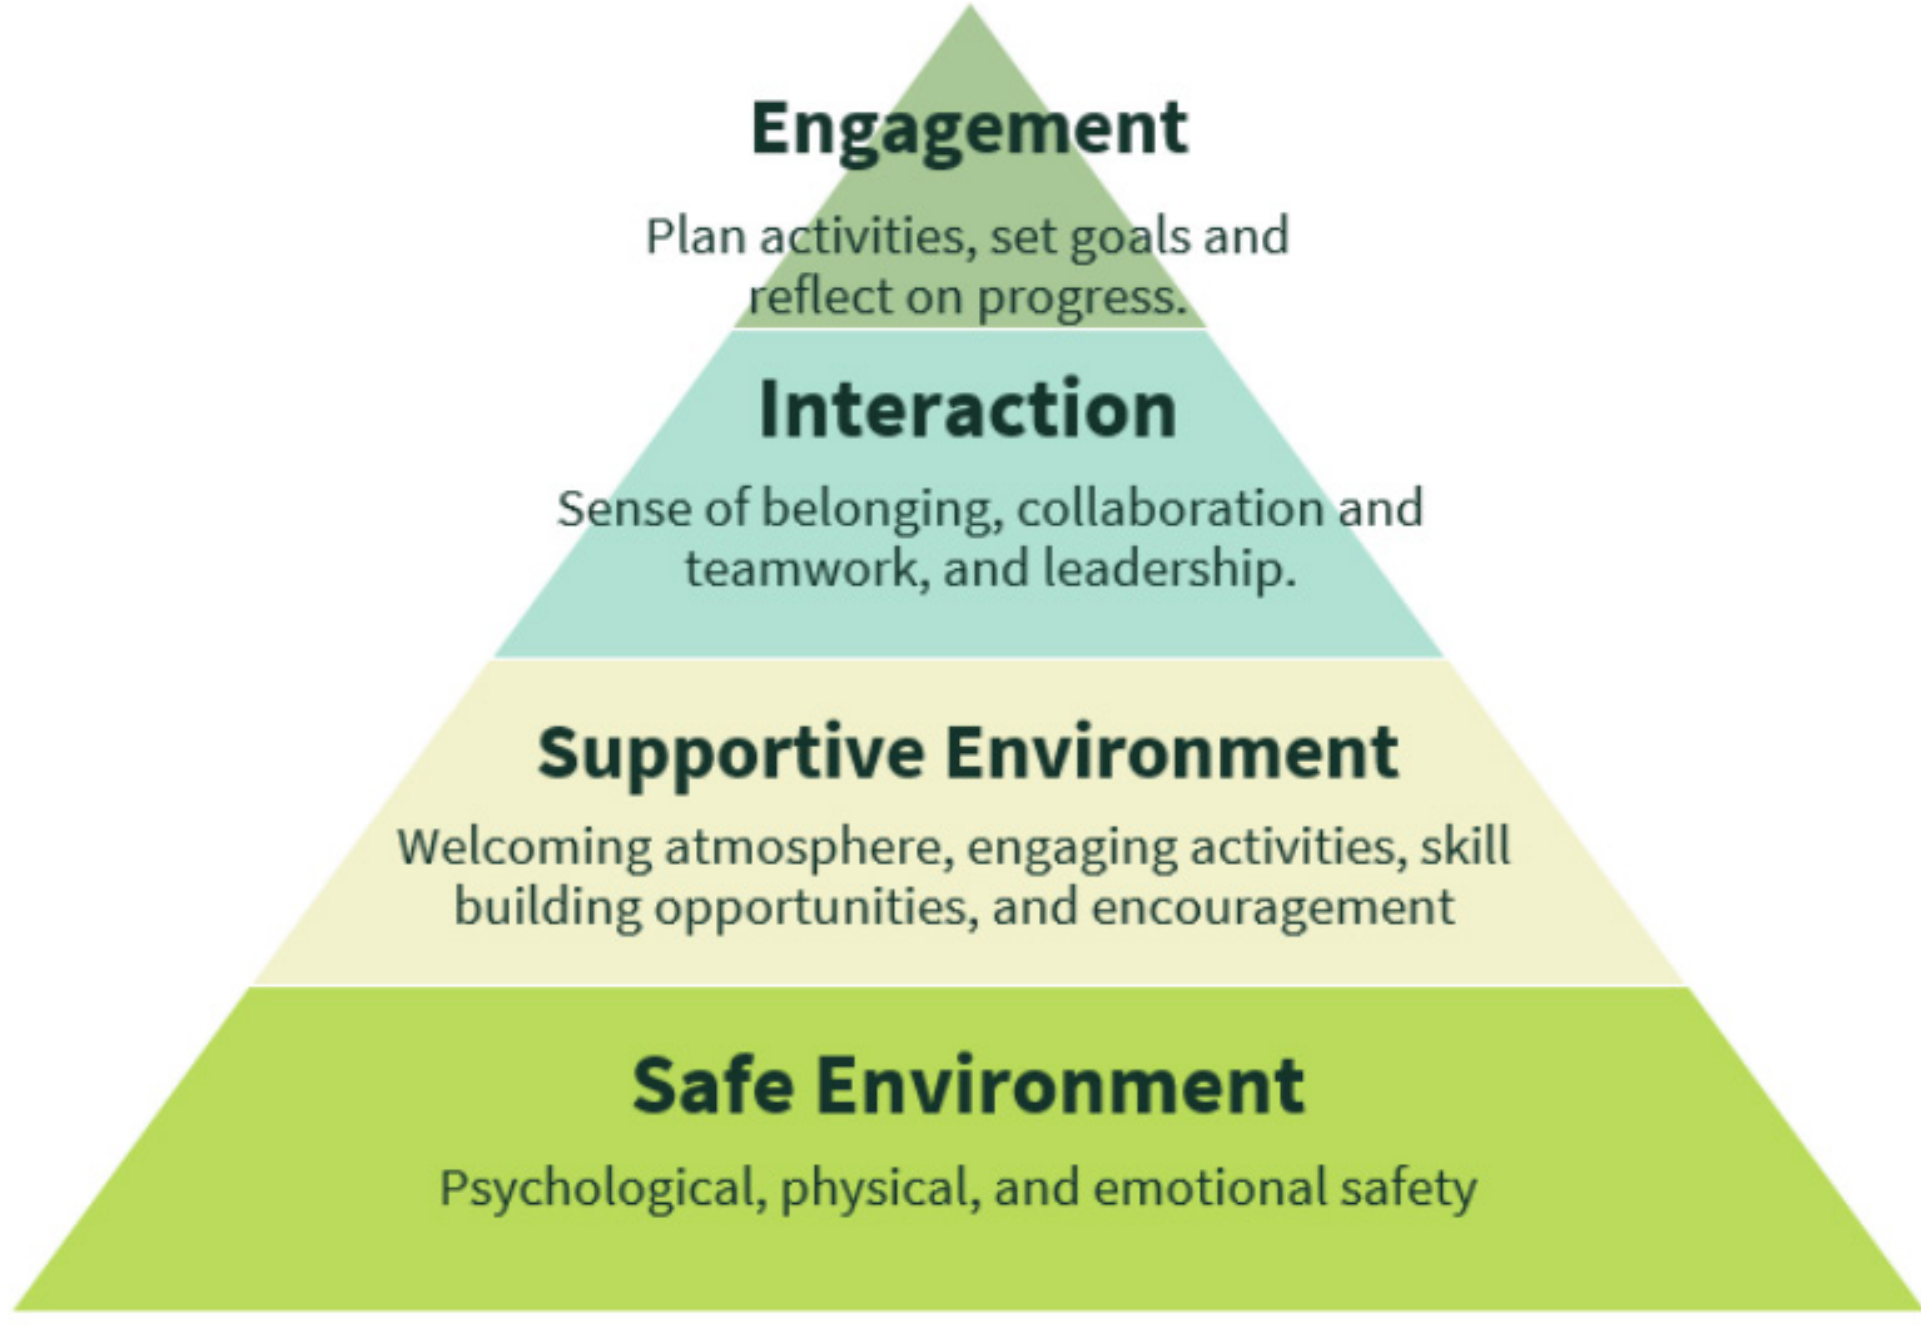 Engagement
Plan activities, set goals and
reflect on progress.
Interaction
Sense of belonging, collaboration and
teamwork, and leadership.
Supportive Environment
Welcoming atmosphere, engaging activities, skill
building opportunities, and encouragement
Safe Environment
Psychological, physical, and emotional safety